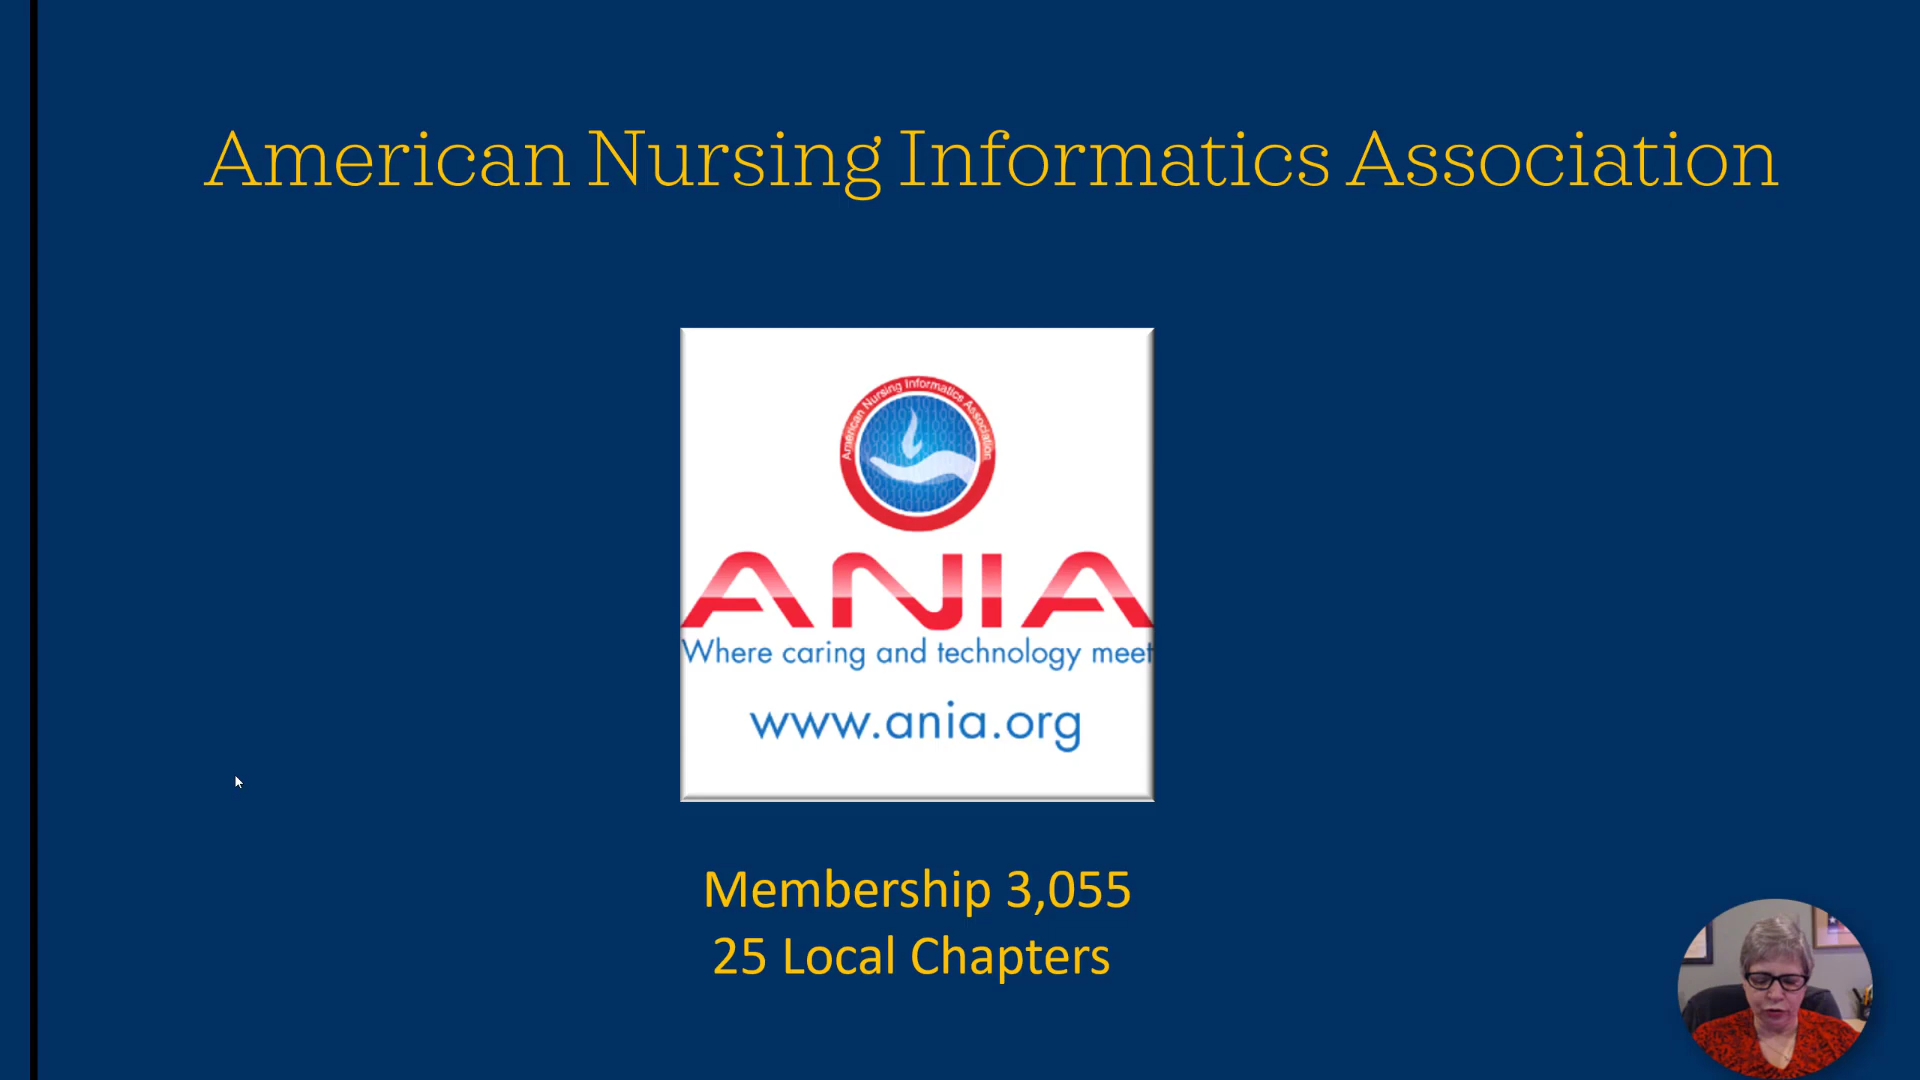 American Nursing Informatics Association
American Nursing Informatics Association
ANIA
Where caring and technology meet
www.ania.org
Membership 3,055
25 Local Chapters